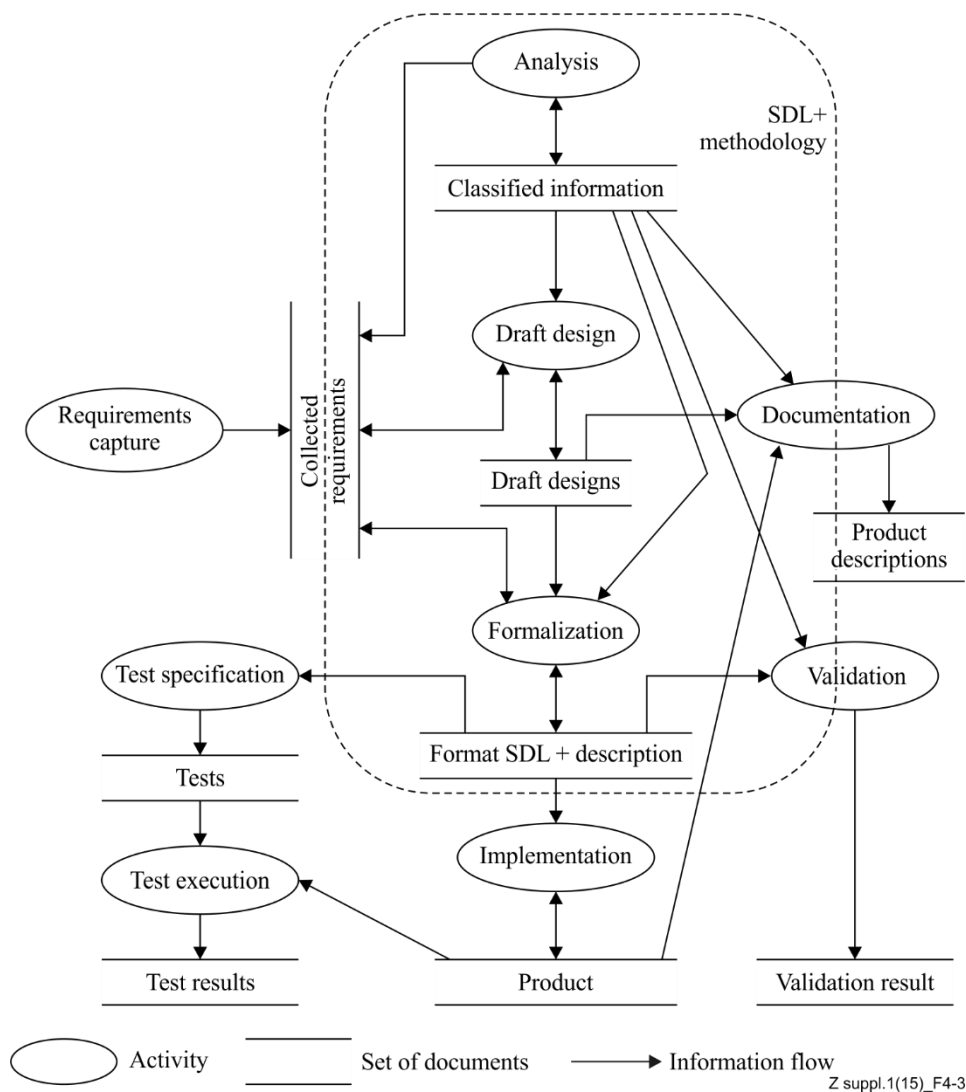 Analysis
SDL+
methodology
Classified information
Draft design
Requirements
capture
Collected
requirements
Documentation
Draft designs
Product
descriptions
Formalization
Test specification
Validation
Format SDL + description
Tests
Implementation
Test execution
Test results
Product
Validation result
Activity
Set of documents
Information flow
Z suppl.1(15)_F4-3